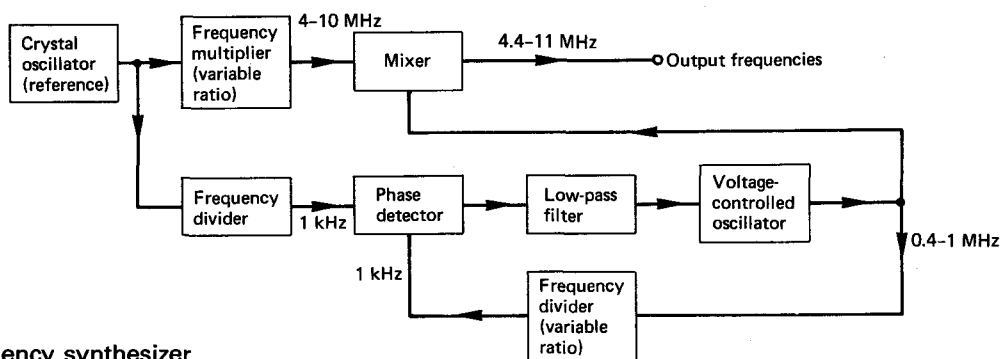 Crystal
oscillator
(reference)
Frequency
multiplier
(variable
ratio)
4–10 MHz
Mixer
4.4–11 MHz
Output frequencies
Frequency
divider
1 kHz
Phase
detector
Low-pass
filter
Voltage-
controlled
oscillator
0.4–1 MHz
1 kHz
Frequency
divider
(variable
ratio)
synthesizer